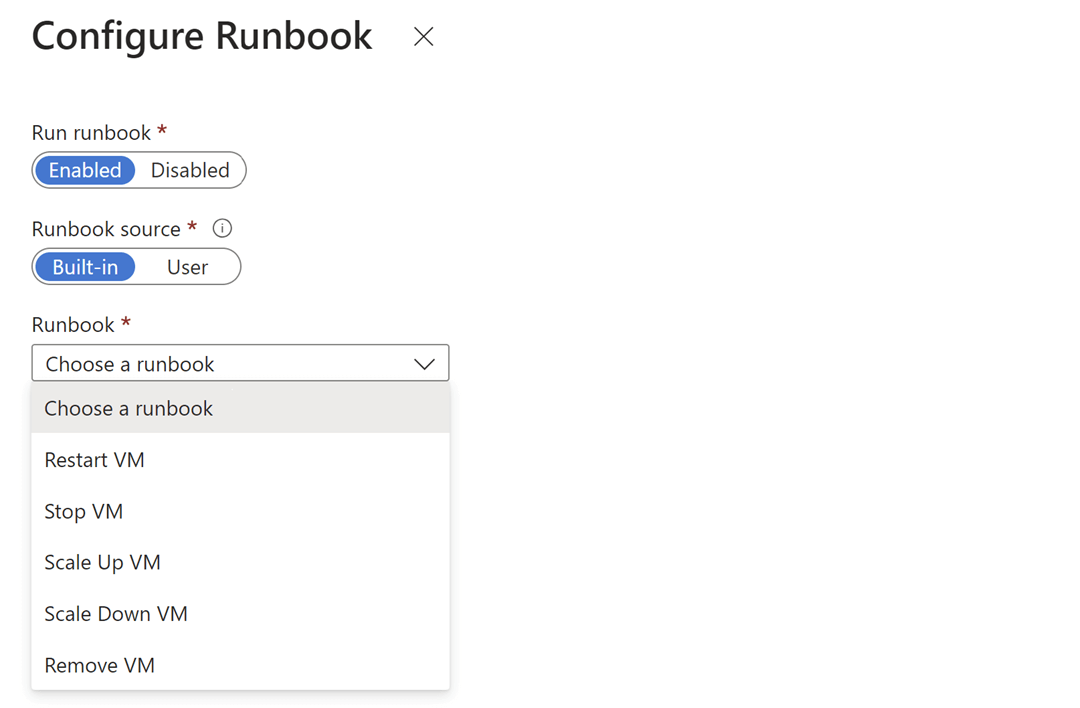 Configure Runbook
Run runbook *
Enabled Disabled
Runbook source *
Built-in User
Runbook *
Choose a runbook
Choose a runbook
Restart VM
Stop VM
Scale Up VM
Scale Down VM
Remove VM